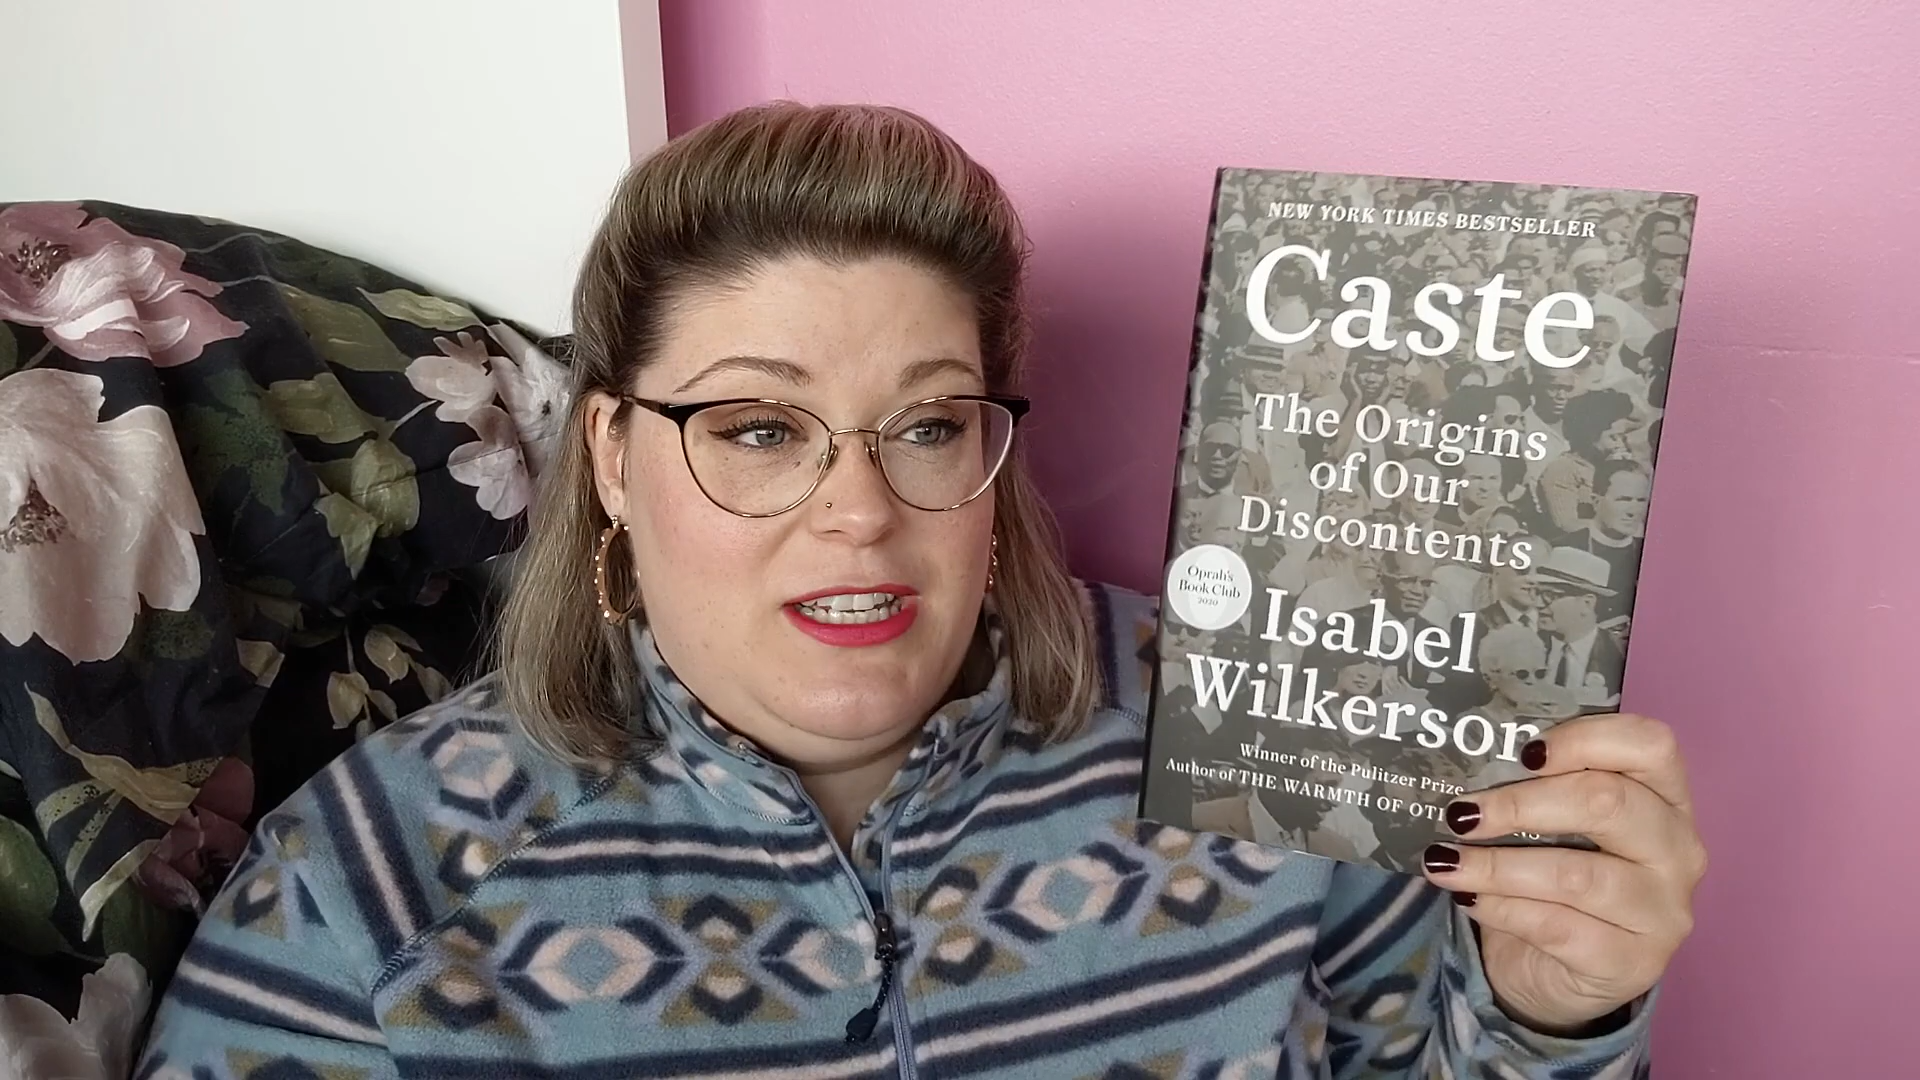 NEW YORK TIMES BESTSELLER
Caste
The Origins
of Our
Discontents
Oprah's
Book Club
2020
Isabel
Wilkerson
Winner of the Pulitzer Prize
Author of THE WARMTH OF